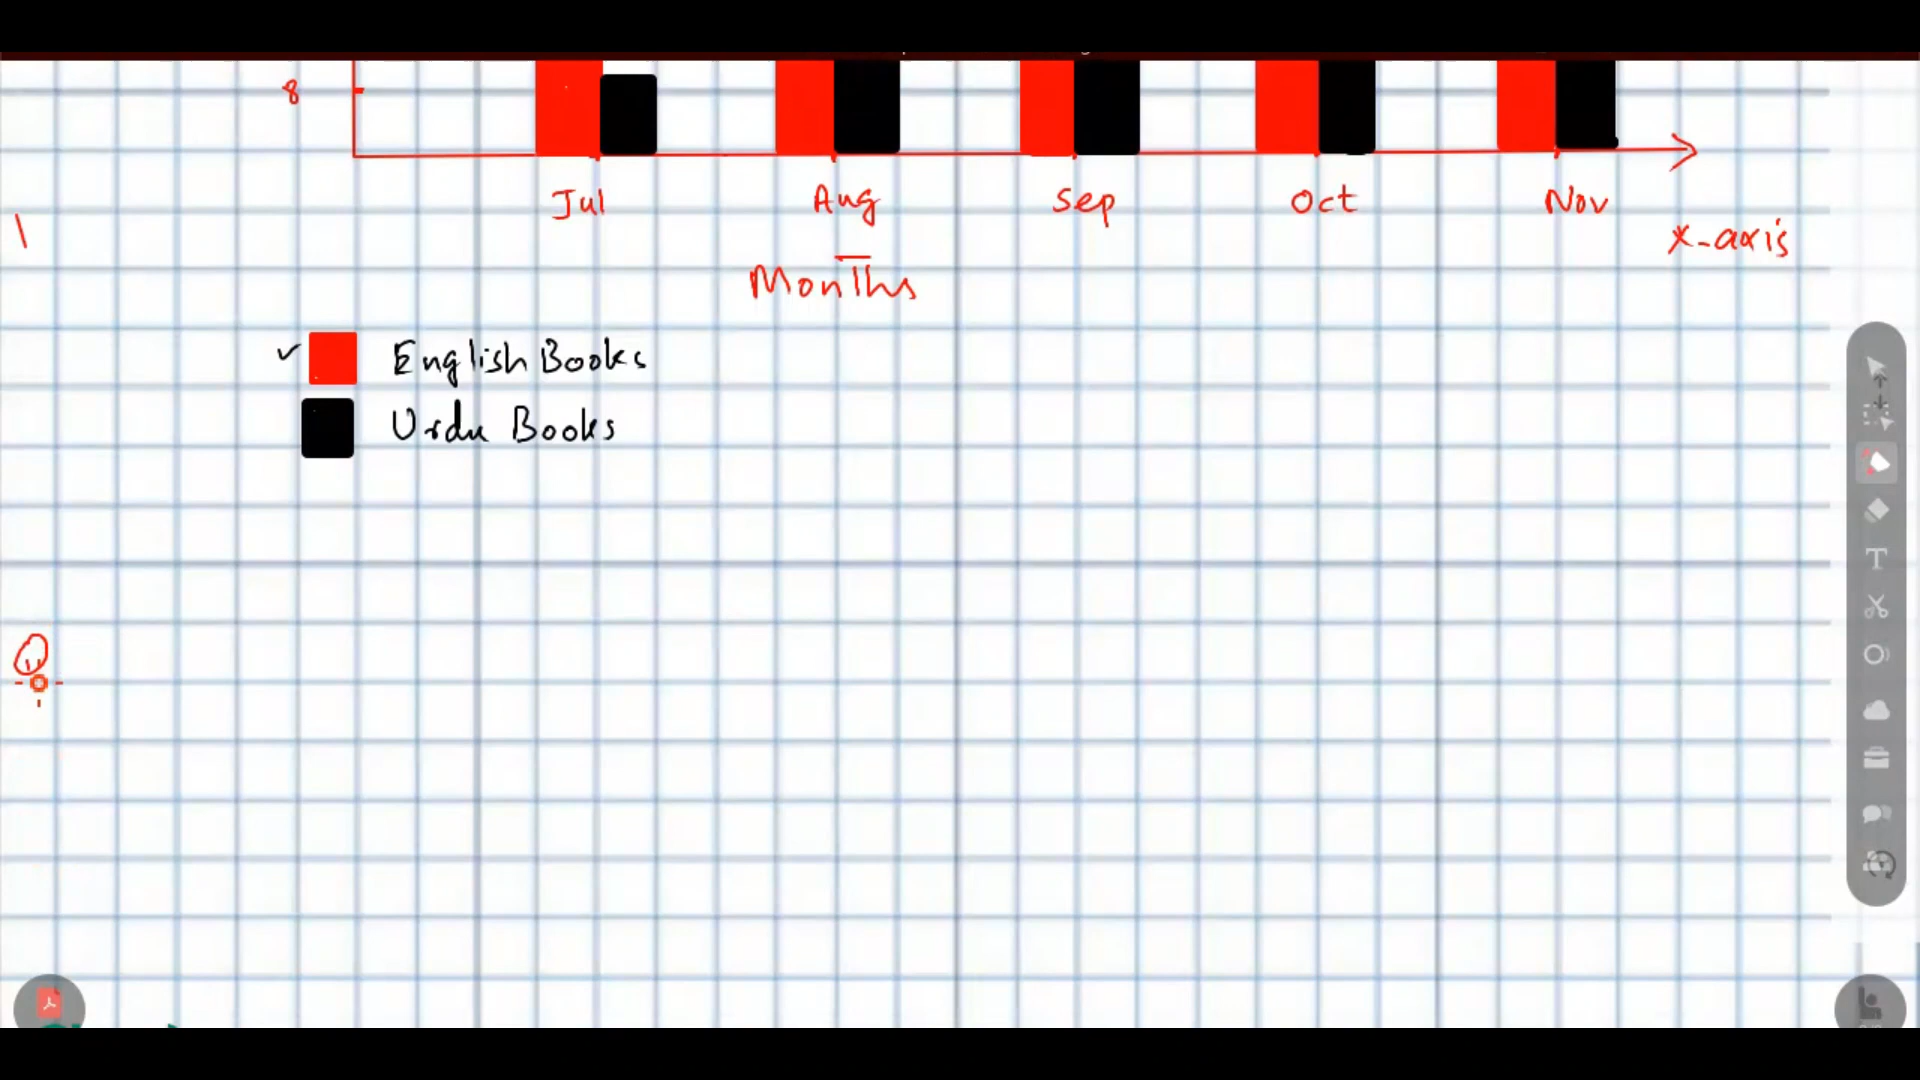 8
Jul Aug Sep Oct Nov
x-axis
Months
English Books
Urdu Books
Q
T